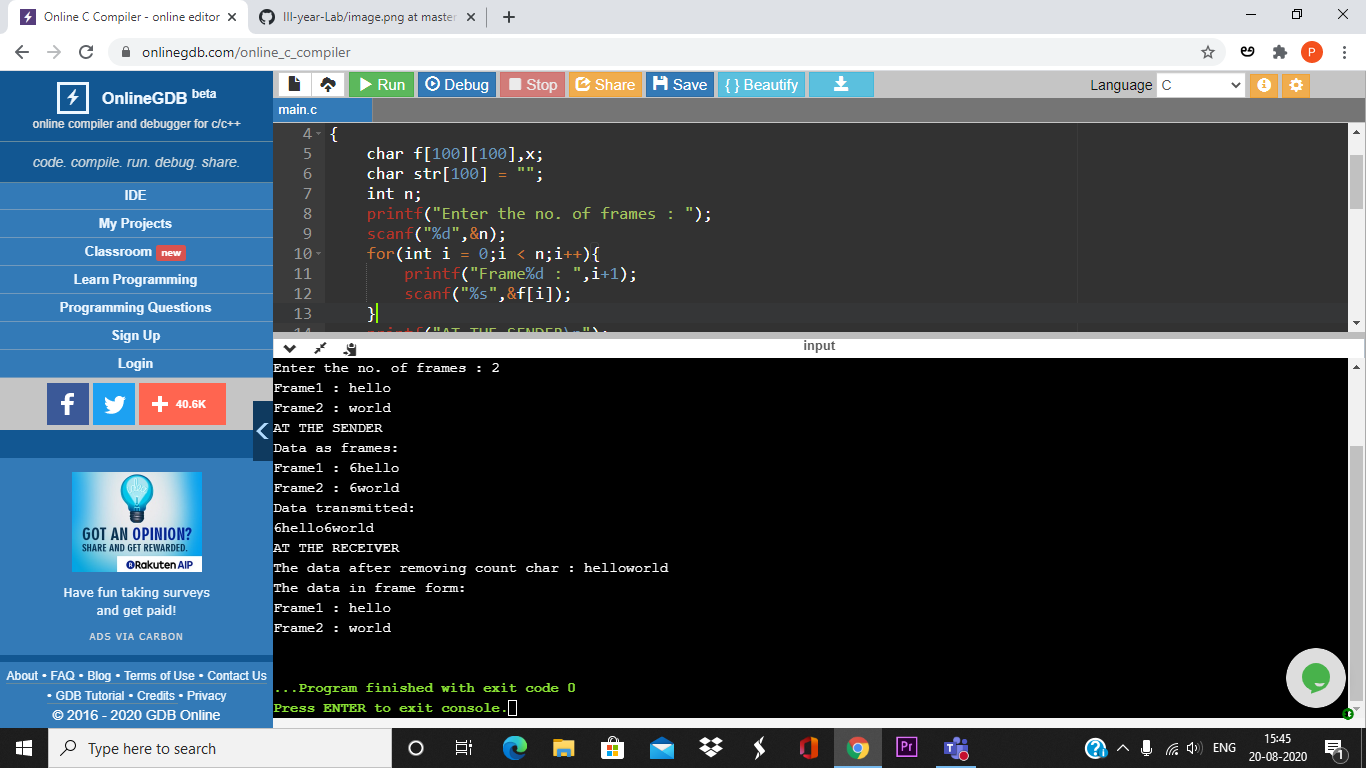 Online C Compiler - online editor
III-year-Lab/image.png at master
onlinegdb.com/online_c_compiler
P
OnlineGDB beta
online compiler and debugger for c/c++
code. compile. run. debug. share.
IDE
My Projects
Classroom new
Learn Programming
Programming Questions
Sign Up
Login
40.6K
GOT AN OPINION?
SHARE AND GET REWARDED.
Rakuten AIP
Have fun taking surveys
and get paid!
ADS VIA CARBON
About • FAQ • Blog • Terms of Use • Contact Us
• GDB Tutorial • Credits • Privacy
© 2016 - 2020 GDB Online
Run Debug Stop Share Save { } Beautify Language C
main.c
4 {
5 char f[100][100],x;
6 char str[100] = "";
7 int n;
8 printf("Enter the no. of frames : ");
9 scanf("%d",&n);
10 for(int i = 0;i < n;i++){
11 printf("Frame%d : ",i+1);
12 scanf("%s",&f[i]);
13 }
14 printf("AT THE SENDER\n");
input
Enter the no. of frames : 2
Frame1 : hello
Frame2 : world
AT THE SENDER
Data as frames:
Frame1 : 6hello
Frame2 : 6world
Data transmitted:
6hello6world
AT THE RECEIVER
The data after removing count char : helloworld
The data in frame form:
Frame1 : hello
Frame2 : world
...Program finished with exit code 0
Press ENTER to exit console.
Type here to search
Pr
ENG
15:45
20-08-2020
1